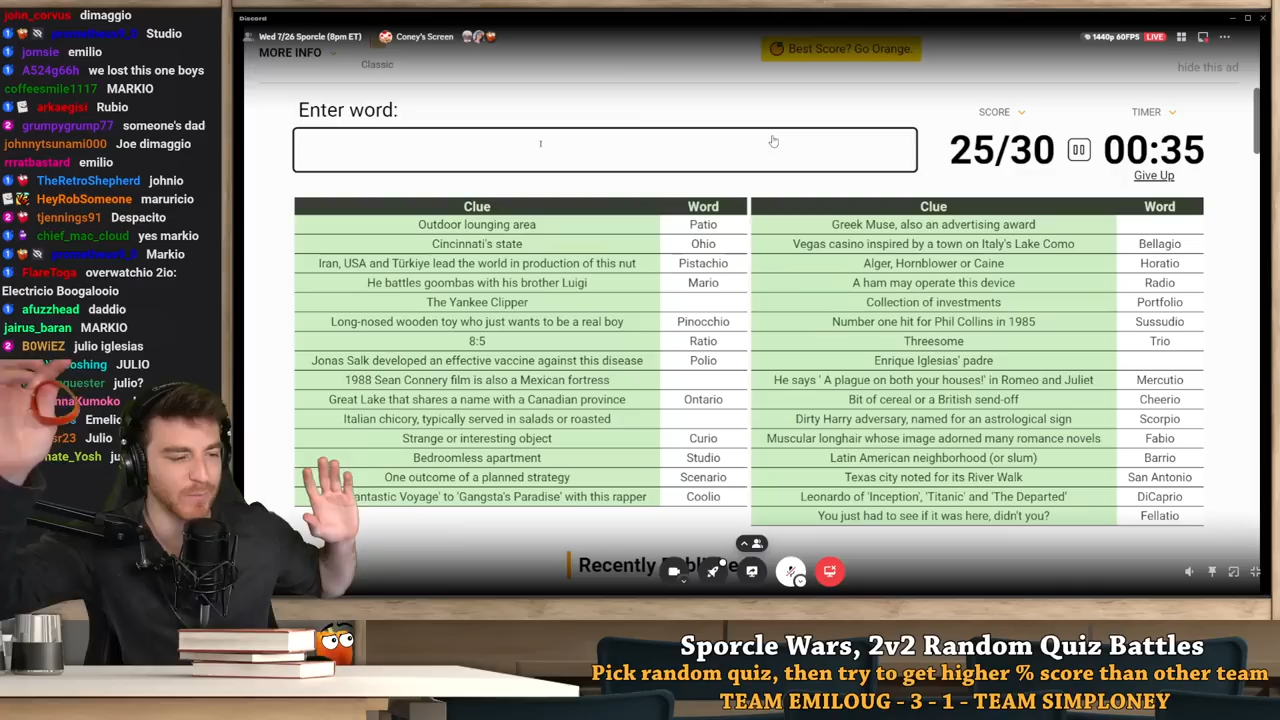 john_corvus dimaggio
Studio
jomsie emilio
A524g66h we lost this one boys
coffeesmile1117 MARKIO
arkaegisi Rubio
grumpygrump77 someone's dad
johnnytsunami000 Joe dimaggio
rrratbastard emilio
TheRetroShepherd johnio
HeyRobSomeone maruricio
tjennings91 Despacito
chief_mac_cloud yes markio
Markio
FlareToga overwatchio 2io:
Electricio Boogalooio
afuzzhead daddio
jairus_baran MARKIO
B0WiEZ julio iglesias
oshing JULIO
quester julio?
nnaKumoko
Emelio
sr23 Julio
mate_Yosh
Discord
Wed 7/26 Sporcle (8pm ET)
Coney's Screen
1440p 60FPS LIVE
MORE INFO
Classic
Best Score? Go Orange.
hide this ad
Enter word:
SCORE
TIMER
25/30
00:35
Give Up
Clue Word
Outdoor lounging area Patio
Cincinnati's state Ohio
Iran, USA and Türkiye lead the world in production of this nut Pistachio
He battles goombas with his brother Luigi Mario
The Yankee Clipper
Long-nosed wooden toy who just wants to be a real boy Pinocchio
8:5 Ratio
Jonas Salk developed an effective vaccine against this disease Polio
1988 Sean Connery film is also a Mexican fortress
Great Lake that shares a name with a Canadian province Ontario
Italian chicory, typically served in salads or roasted
Strange or interesting object Curio
Bedroomless apartment Studio
One outcome of a planned strategy Scenario
antastic Voyage' to 'Gangsta's Paradise' with this rapper Coolio
Clue Word
Greek Muse, also an advertising award
Vegas casino inspired by a town on Italy's Lake Como Bellagio
Alger, Hornblower or Caine Horatio
A ham may operate this device Radio
Collection of investments Portfolio
Number one hit for Phil Collins in 1985 Sussudio
Threesome Trio
Enrique Iglesias' padre
He says ' A plague on both your houses!' in Romeo and Juliet Mercutio
Bit of cereal or a British send-off Cheerio
Dirty Harry adversary, named for an astrological sign Scorpio
Muscular longhair whose image adorned many romance novels Fabio
Latin American neighborhood (or slum) Barrio
Texas city noted for its River Walk San Antonio
Leonardo of 'Inception', 'Titanic' and 'The Departed' DiCaprio
You just had to see if it was here, didn't you? Fellatio
Recently
Sporcle Wars, 2v2 Random Quiz Battles
Pick random quiz, then try to get higher % score than other team
TEAM EMILOUG - 3 - 1 - TEAM SIMPLONEY